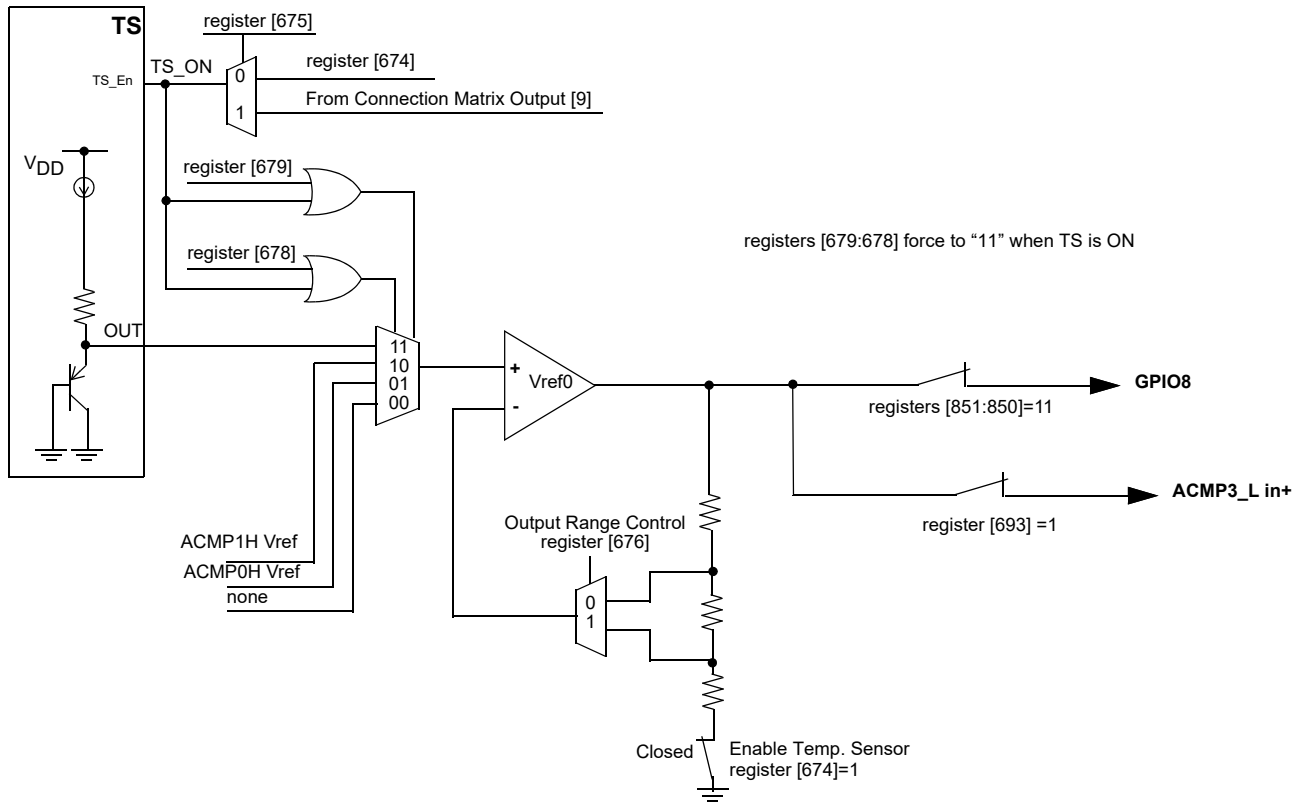 TS
register [675]
TS_En
TS_ON
0
register [674]
1
From Connection Matrix Output [9]
VDD
register [679]
register [678]
registers [679:678] force to “11” when TS is ON
OUT
11
10
01
00
+
Vref0
-
GPIO8
registers [851:850]=11
ACMP3_L in+
register [693] =1
Output Range Control
register [676]
ACMP1H Vref
ACMP0H Vref
none
0
1
Closed
Enable Temp. Sensor
register [674]=1